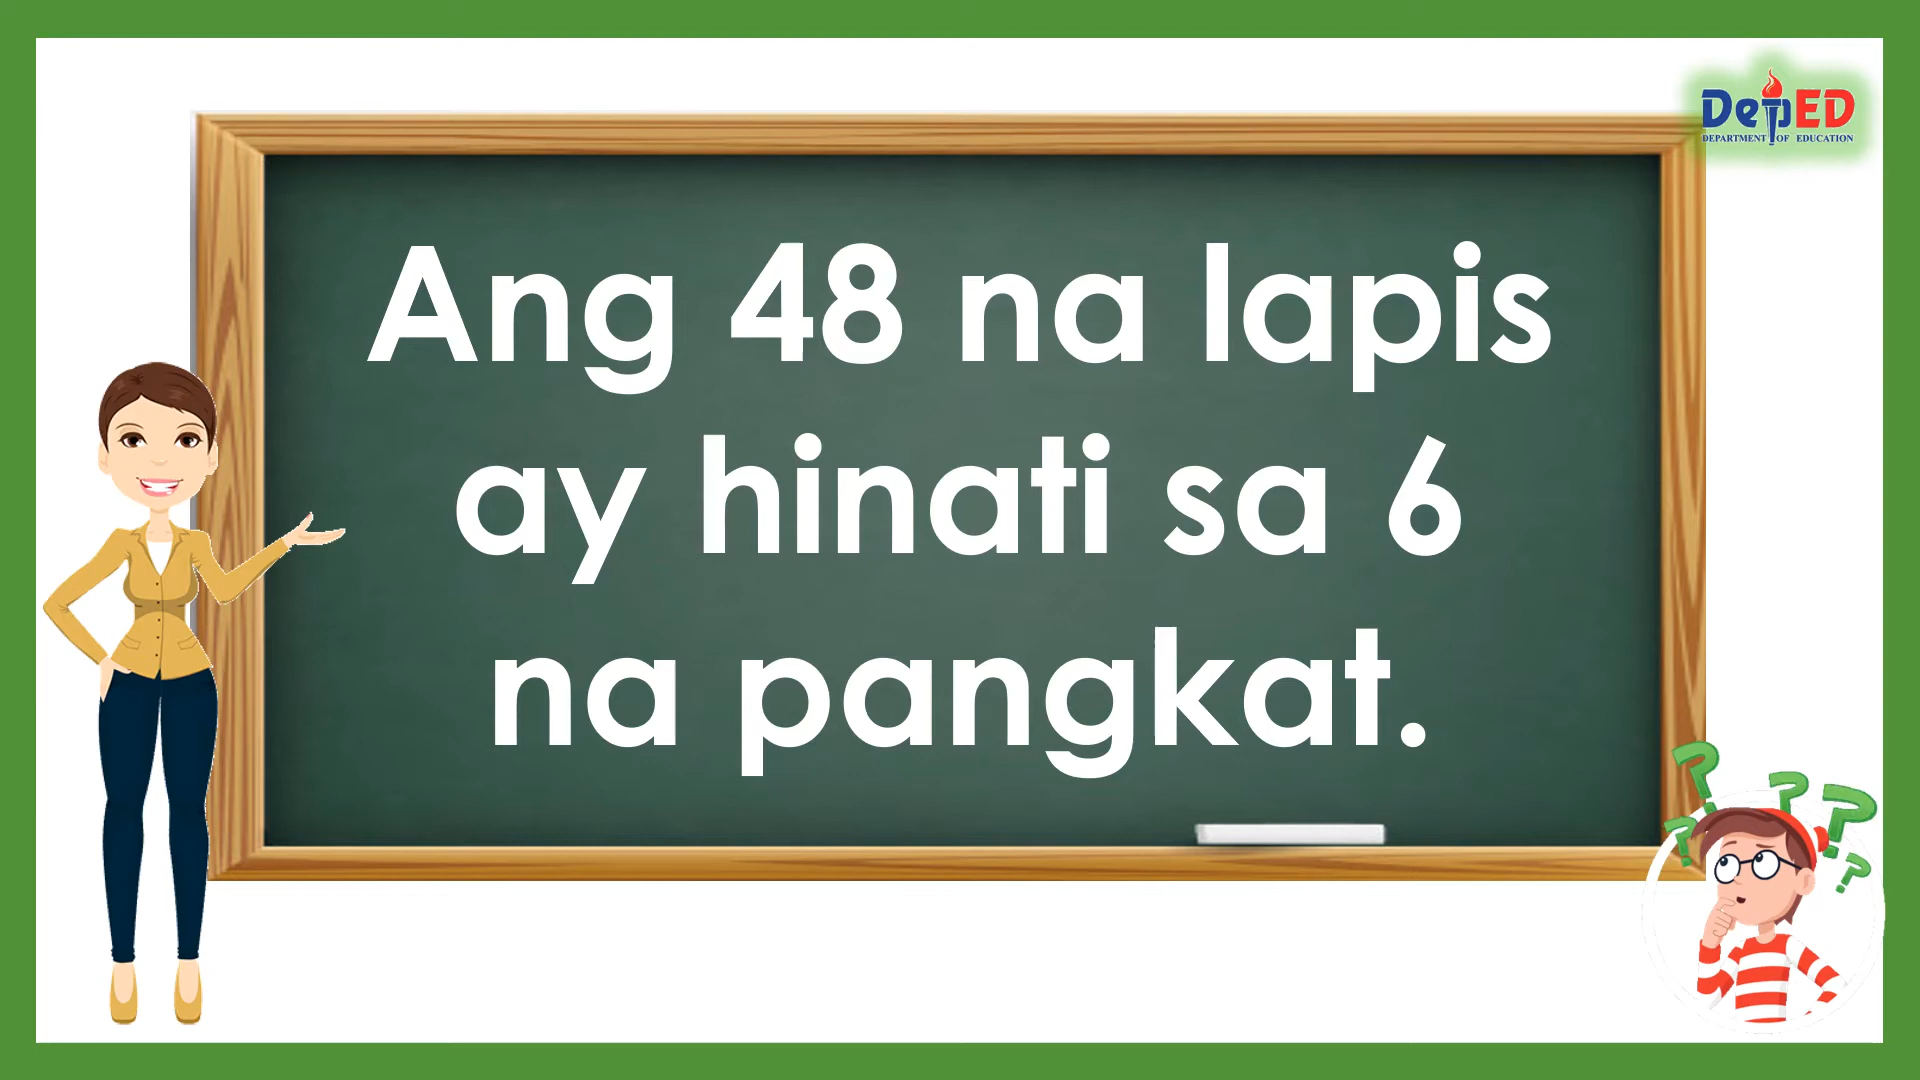 DepED
DEPARTMENT OF EDUCATION
Ang 48 na lapis
ay hinati sa 6
na pangkat.